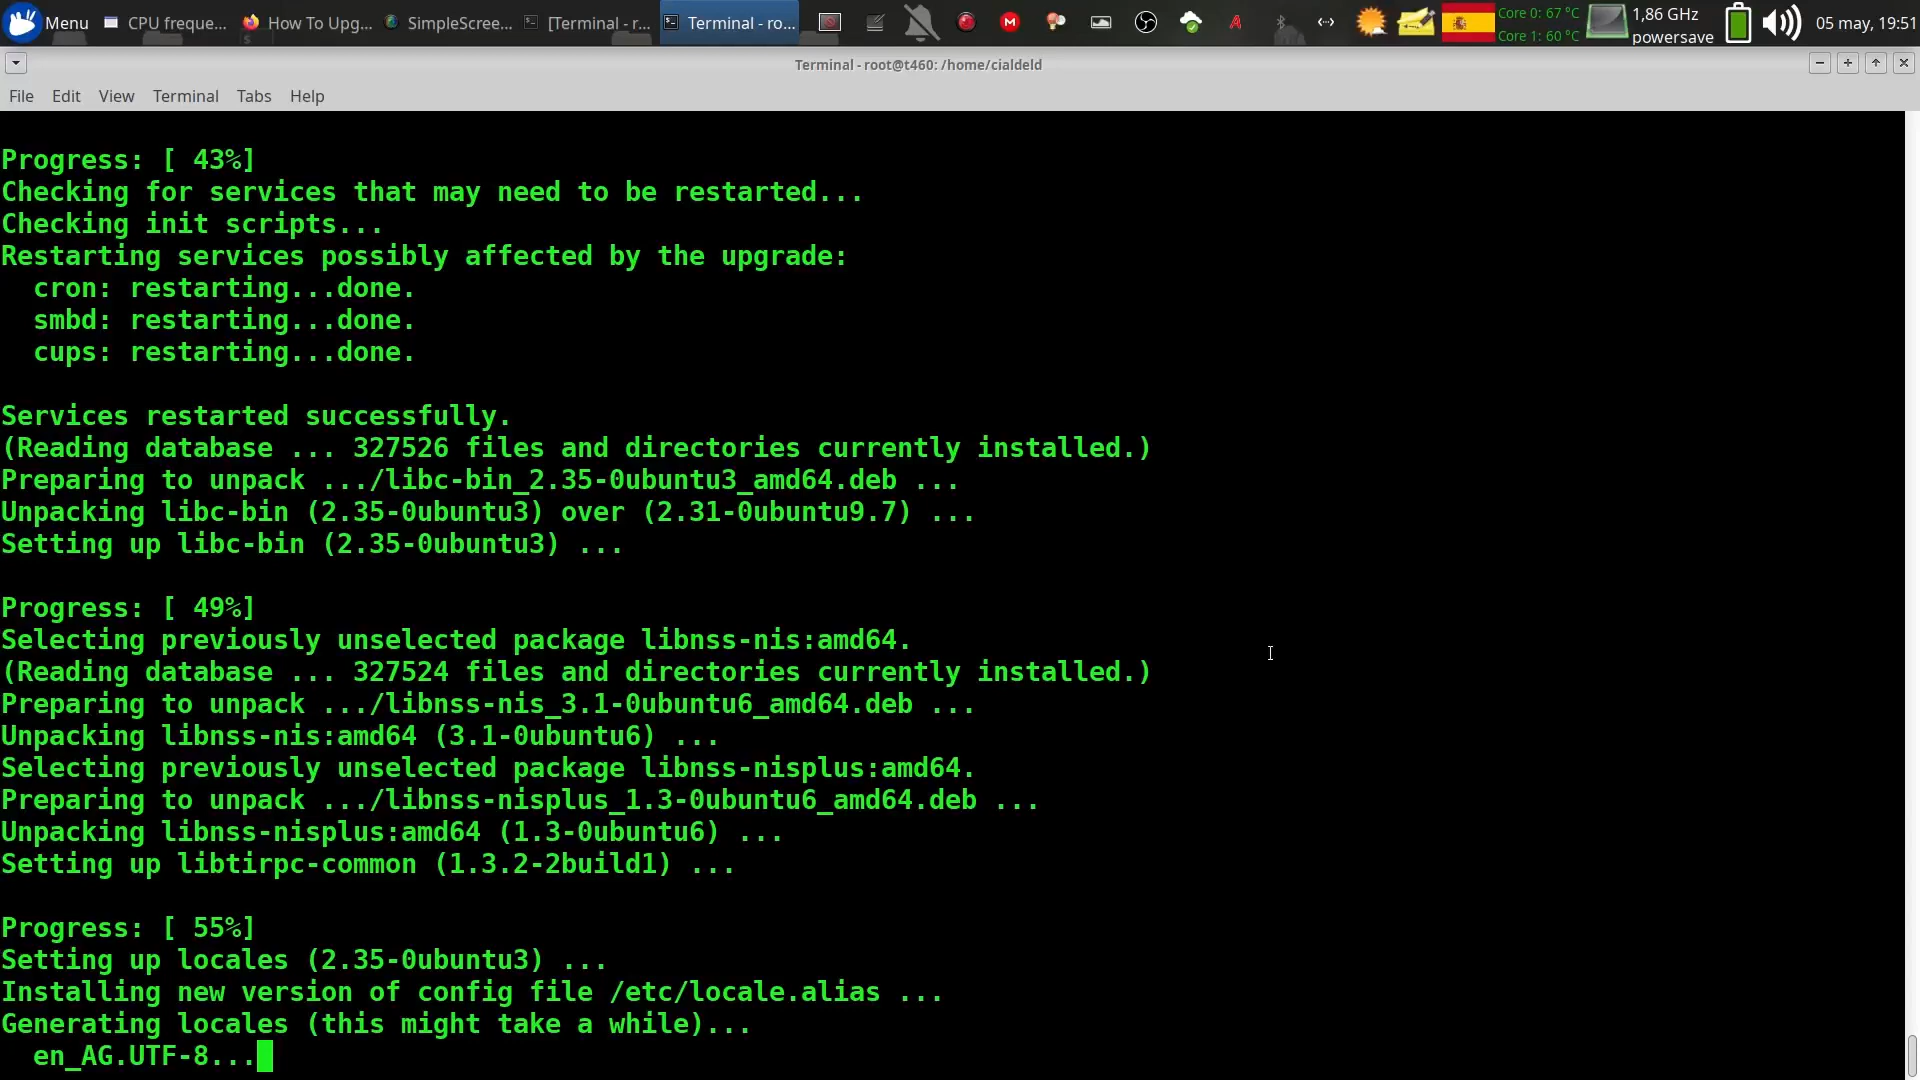 Menu
CPU freque...
How To Upg...
SimpleScree...
[Terminal - r...
Terminal - ro...
Core 0: 67 °C
Core 1: 60 °C
1,86 GHz
powersave
05 may, 19:51
Terminal - root@t460: /home/cialdeld
File Edit View Terminal Tabs Help
Progress: [ 43%]
Checking for services that may need to be restarted...
Checking init scripts...
Restarting services possibly affected by the upgrade:
  cron: restarting...done.
  smbd: restarting...done.
  cups: restarting...done.
Services restarted successfully.
(Reading database ... 327526 files and directories currently installed.)
Preparing to unpack .../libc-bin_2.35-0ubuntu3_amd64.deb ...
Unpacking libc-bin (2.35-0ubuntu3) over (2.31-0ubuntu9.7) ...
Setting up libc-bin (2.35-0ubuntu3) ...
Progress: [ 49%]
Selecting previously unselected package libnss-nis:amd64.
(Reading database ... 327524 files and directories currently installed.)
Preparing to unpack .../libnss-nis_3.1-0ubuntu6_amd64.deb ...
Unpacking libnss-nis:amd64 (3.1-0ubuntu6) ...
Selecting previously unselected package libnss-nisplus:amd64.
Preparing to unpack .../libnss-nisplus_1.3-0ubuntu6_amd64.deb ...
Unpacking libnss-nisplus:amd64 (1.3-0ubuntu6) ...
Setting up libtirpc-common (1.3.2-2build1) ...
Progress: [ 55%]
Setting up locales (2.35-0ubuntu3) ...
Installing new version of config file /etc/locale.alias ...
Generating locales (this might take a while)...
  en_AG.UTF-8...